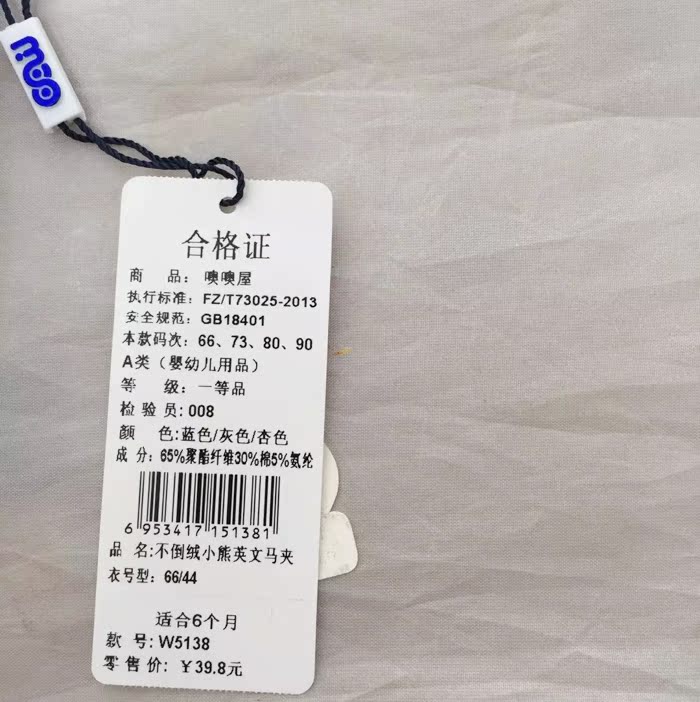 合格证
商 品：噢噢屋
执行标准：FZ/T73025-2013
安全规范：GB18401
本款码次：66、73、80、90
A类（婴幼儿用品）
等 级：一等品
检验员:008
颜 色:蓝色/灰色/杏色
成 分：65%聚酯纤维30%棉5%氨纶
6 953417 151381
品 名:不倒绒小熊英文马夹
衣号型：66/44
适合6个月
款 号:W5138
零售价:￥39.8元